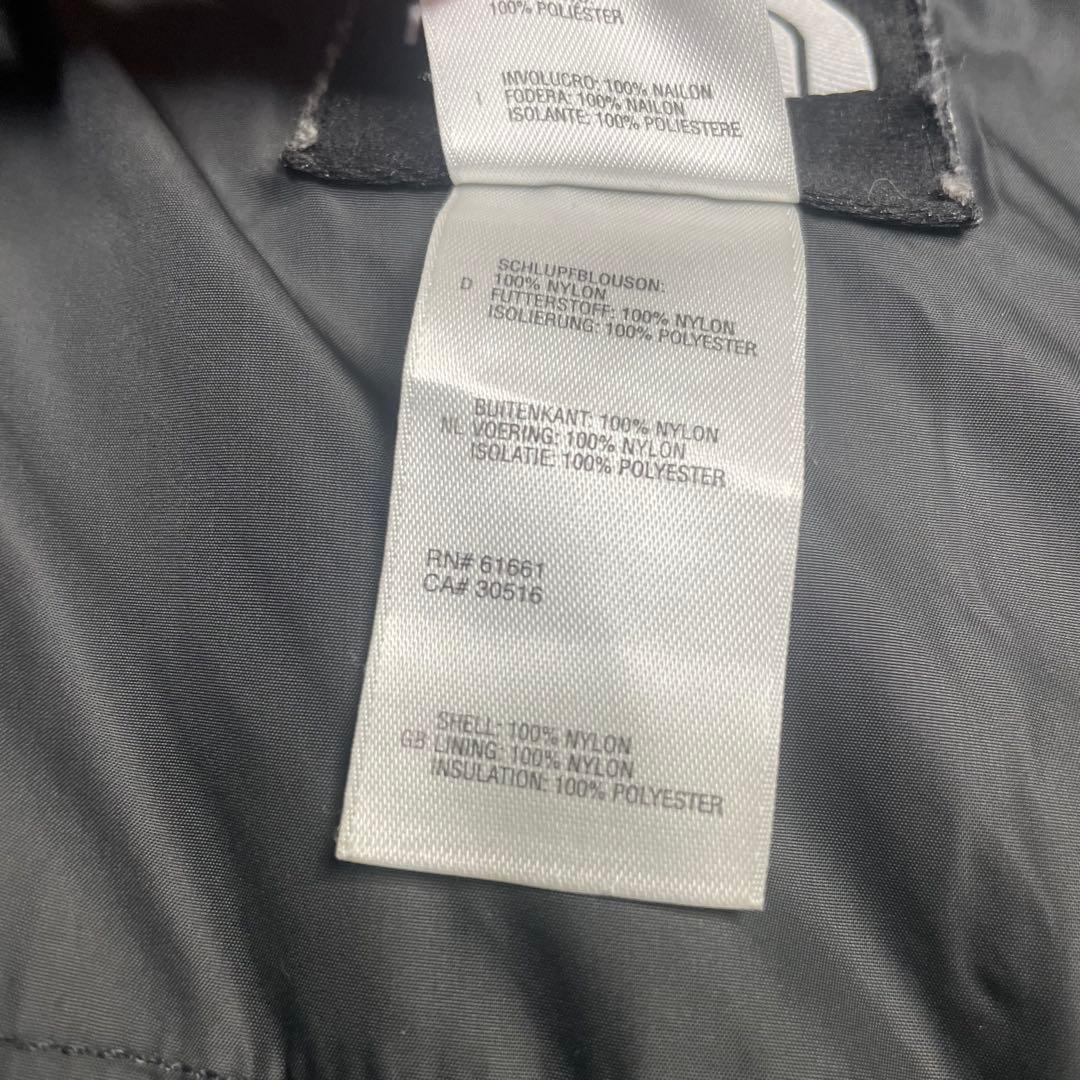 100% POLIÉSTER
INVOLUCRO: 100% NAILON
I FODERA: 100% NAILON
ISOLANTE: 100% POLIESTERE
SCHLUPFBLOUSON:
D 100% NYLON
FUTTERSTOFF: 100% NYLON
ISOLIERUNG: 100% POLYESTER
BUITENKANT: 100% NYLON
NL VOERING: 100% NYLON
ISOLATIE: 100% POLYESTER
RN# 61661
CA# 30516
SHELL: 100% NYLON
GB LINING: 100% NYLON
INSULATION: 100% POLYESTER